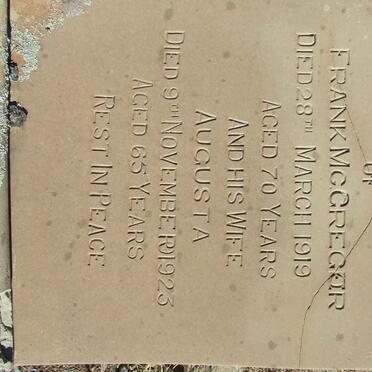 OF
FRANK MCGREGOR
DIED 28TH MARCH 1919
AGED 70 YEARS
AND HIS WIFE
AUGUSTA
DIED 9TH NOVEMBER 1923
AGED 65 YEARS
REST IN PEACE